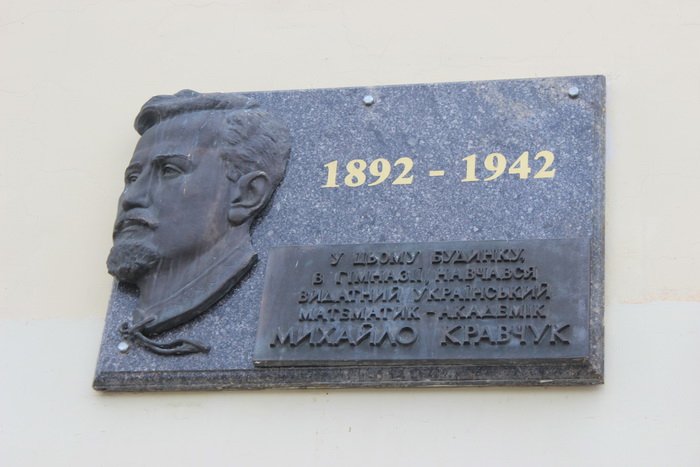 1892 - 1942
У ЦЬОМУ БУДИНКУ,
В ГІМНАЗІЇ, НАВЧАВСЯ
ВИДАТНИЙ УКРАЇНСЬКИЙ
МАТЕМАТИК - АКАДЕМІК
МИХАЙЛО КРАВЧУК